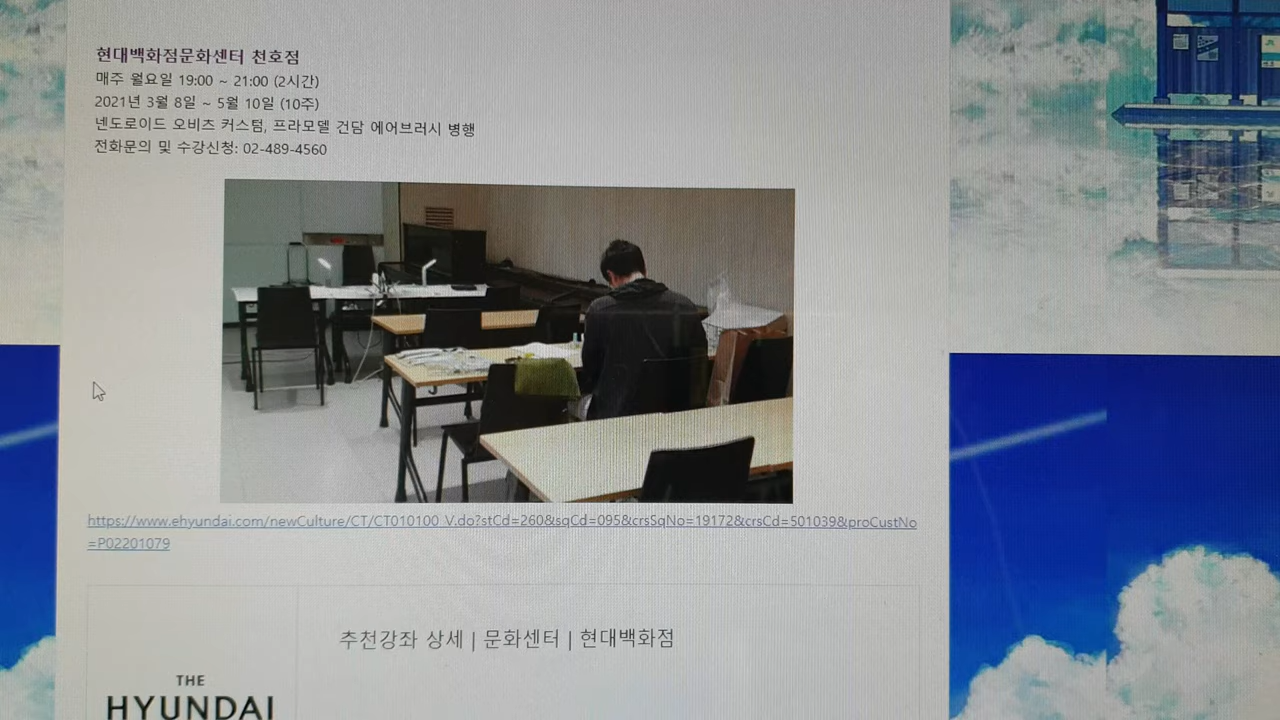 현대백화점문화센터 천호점
매주 월요일 19:00 ~ 21:00 (2시간)
2021년 3월 8일 ~ 5월 10일 (10주)
넨도로이드 오비츠 커스텀, 프라모델 건담 에어브러시 병행
전화문의 및 수강신청: 02-489-4560
https://www.ehyundai.com/newCulture/CT/CT010100_V.do?stCd=260&sqCd=095&crsSqNo=19172&crsCd=501039&proCustNo
=P02201079
추천강좌 상세 | 문화센터 | 현대백화점
THE
HYUNDAI